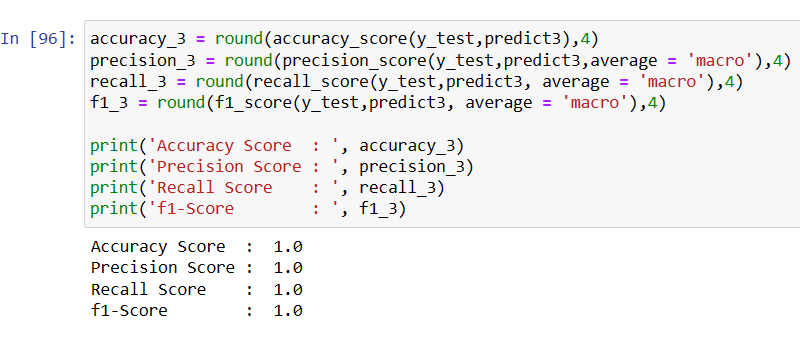 In [96]: accuracy_3 = round(accuracy_score(y_test,predict3),4)
precision_3 = round(precision_score(y_test,predict3,average = 'macro'),4)
recall_3 = round(recall_score(y_test,predict3, average = 'macro'),4)
f1_3 = round(f1_score(y_test,predict3, average = 'macro'),4)

print('Accuracy Score  : ', accuracy_3)
print('Precision Score : ', precision_3)
print('Recall Score    : ', recall_3)
print('f1-Score        : ', f1_3)

Accuracy Score  :  1.0
Precision Score :  1.0
Recall Score    :  1.0
f1-Score        :  1.0